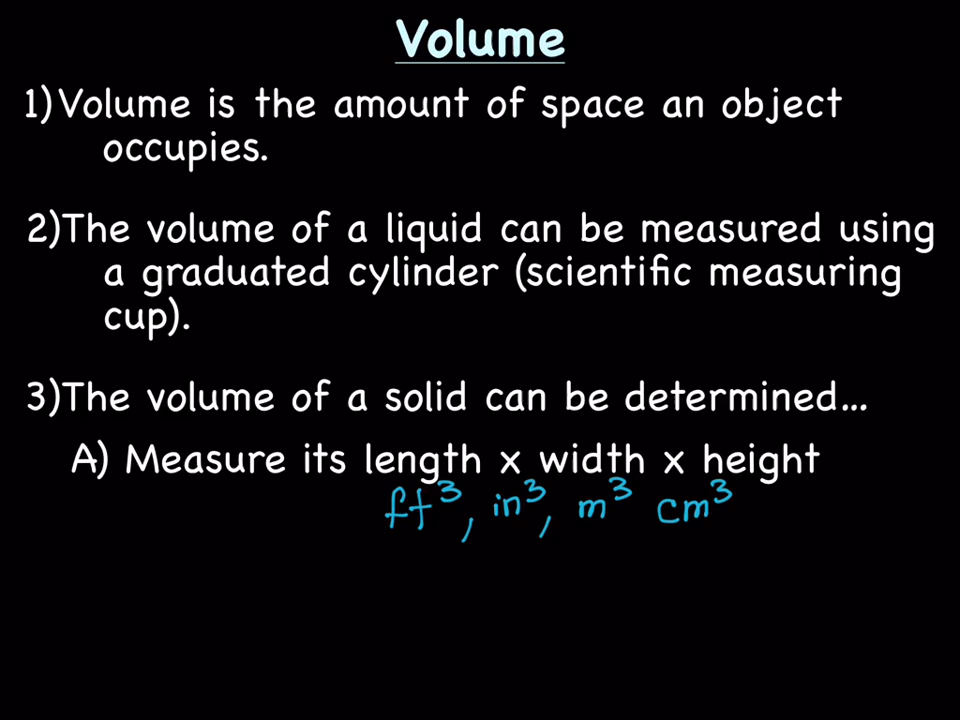 Volume
1)Volume is the amount of space an object
occupies.
2)The volume of a liquid can be measured using
a graduated cylinder (scientific measuring
cup).
3)The volume of a solid can be determined...
A) Measure its length x width x height
ft³, in³, m³ cm³